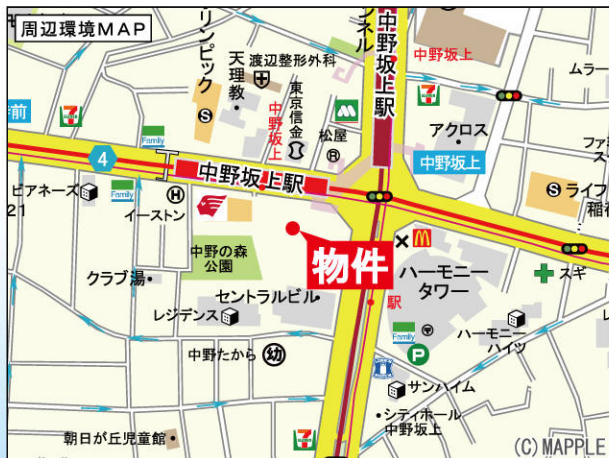 周辺環境MAP
リンピック
天理教
渡辺整形外科
中野坂上
東京信金
松屋
R
中野坂上駅
中野坂上
7
ムラー
アクロス
中野坂上
前
7
Family
4
中野坂上駅
S
S
ライフ
稲
ピアネーズ
21
Family
イーストン
H
中野の森
公園
物件
M
ハーモニー
タワー
スギ
クラブ湯
セントラルビル
レジデンス
駅
Family
P
ハーモニー
ハイツ
中野たから
幼
サンハイム
シティホール
中野坂上
朝日が丘児童館
7
(C) MAPPLE